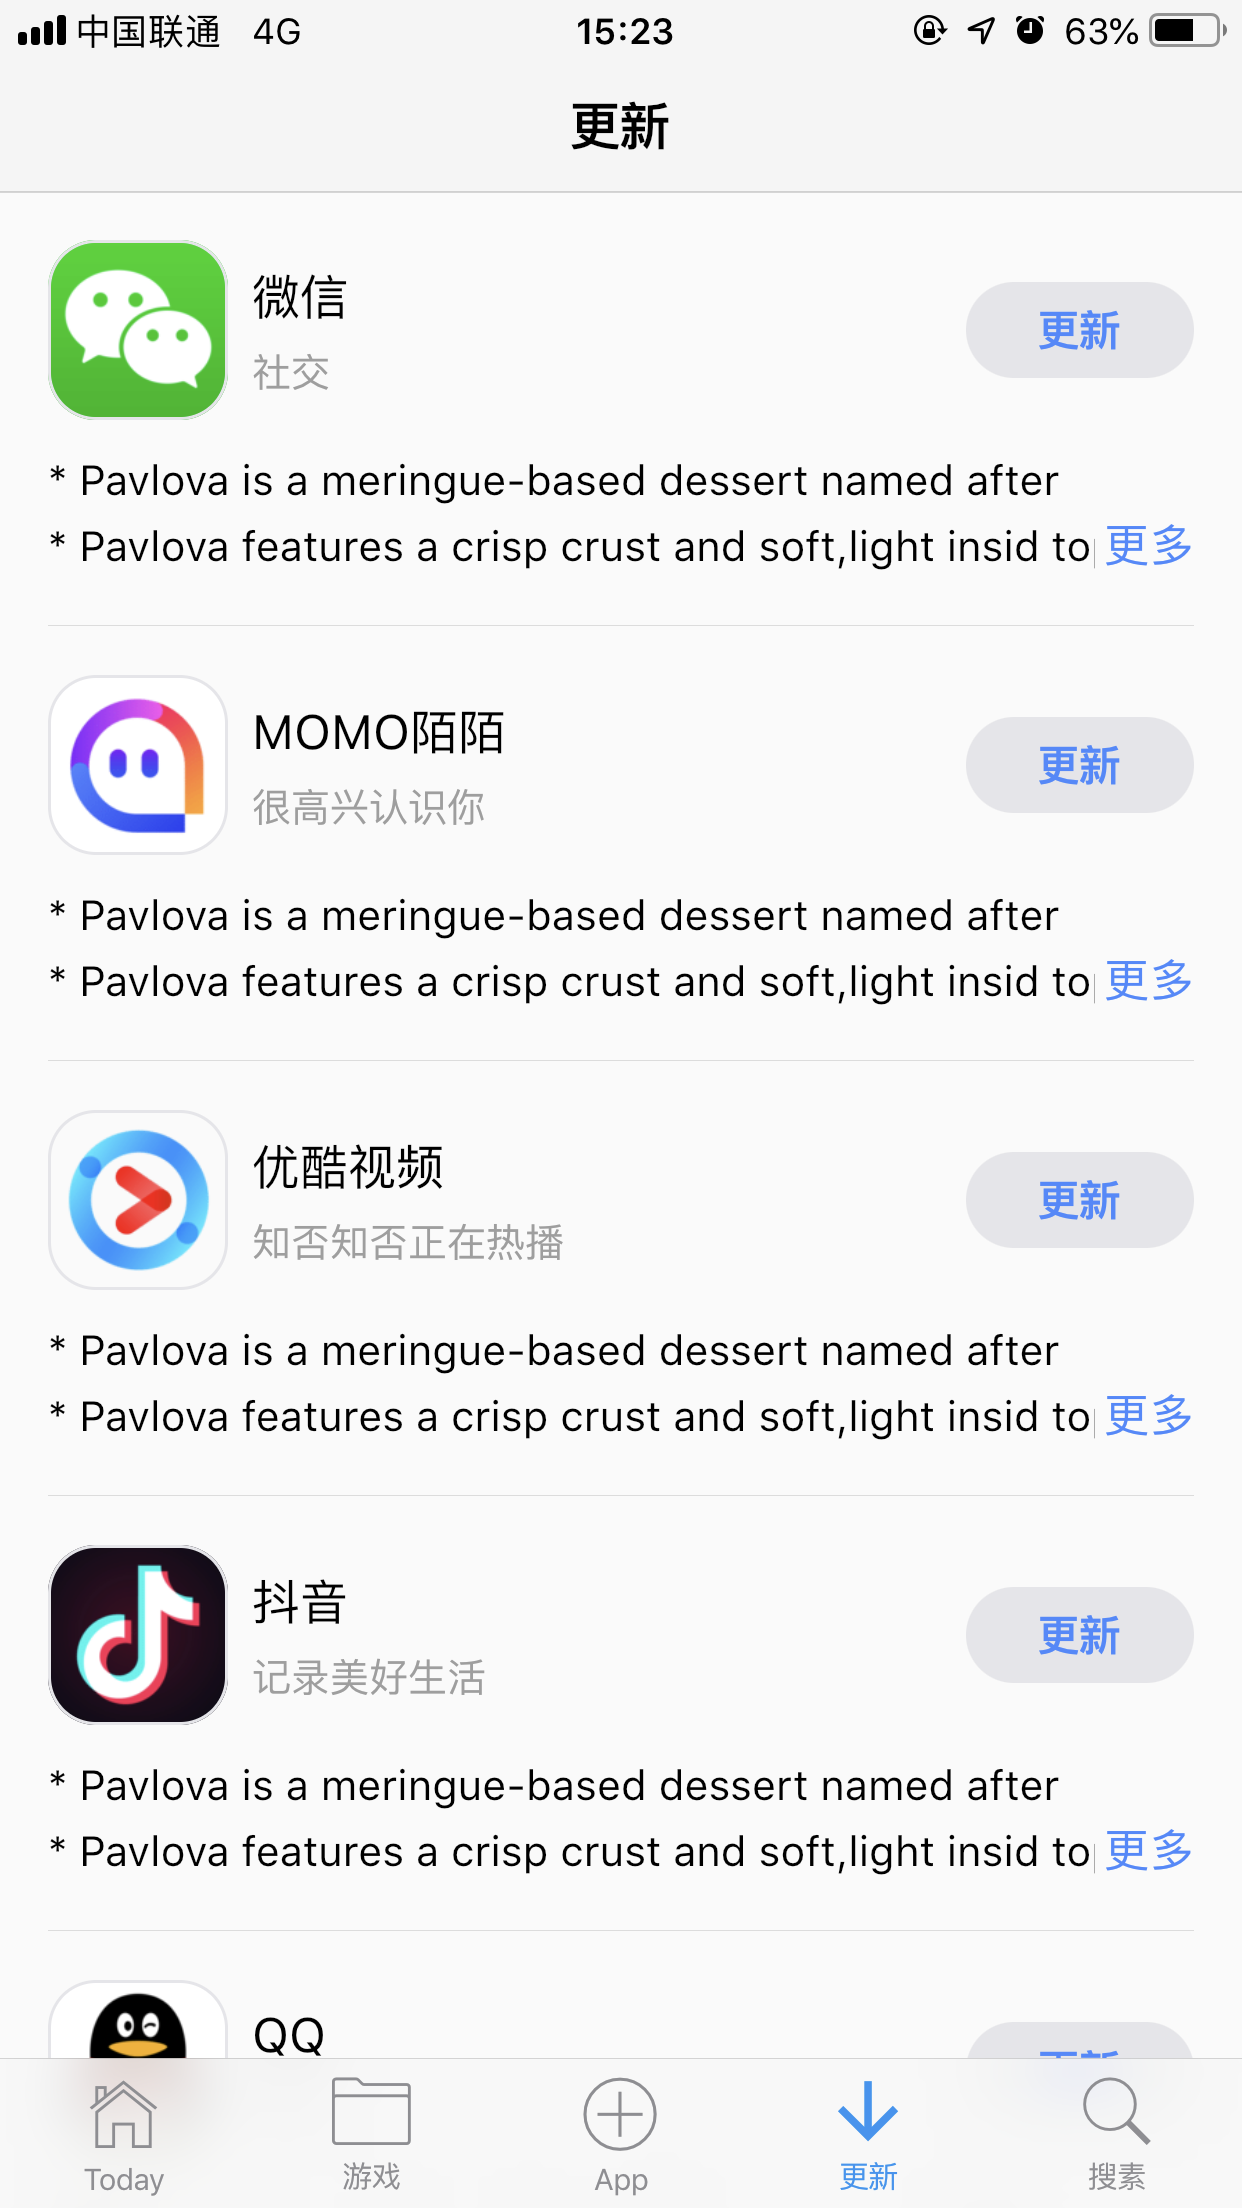 中国联通 4G 15:23 63%
更新
微信
社交
更新
* Pavlova is a meringue-based dessert named after
* Pavlova features a crisp crust and soft,light insid to 更多
MOMO陌陌
很高兴认识你
更新
* Pavlova is a meringue-based dessert named after
* Pavlova features a crisp crust and soft,light insid to 更多
优酷视频
知否知否正在热播
更新
* Pavlova is a meringue-based dessert named after
* Pavlova features a crisp crust and soft,light insid to 更多
抖音
记录美好生活
更新
* Pavlova is a meringue-based dessert named after
* Pavlova features a crisp crust and soft,light insid to 更多
QQ
更新
Today 游戏 App 更新 搜素